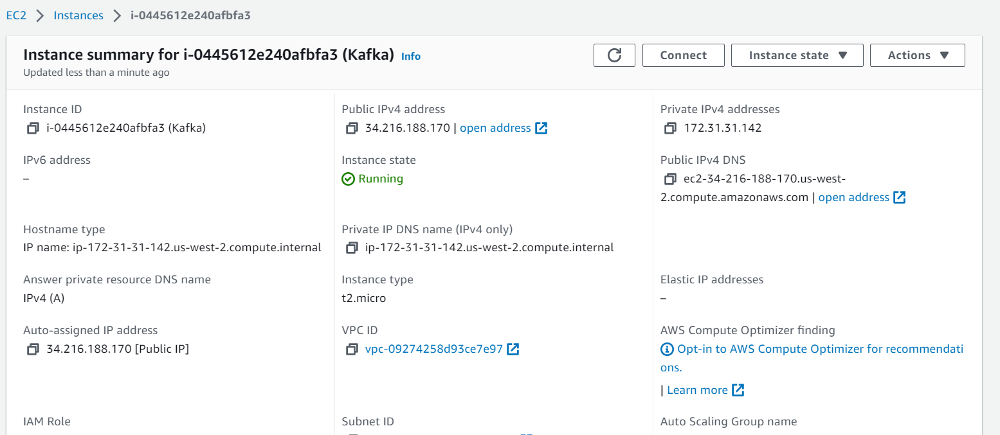 EC2 > Instances > i-0445612e240afbfa3
Instance summary for i-0445612e240afbfa3 (Kafka) Info
Updated less than a minute ago
Connect
Instance state ▼
Actions ▼
Instance ID
i-0445612e240afbfa3 (Kafka)
Public IPv4 address
34.216.188.170 | open address
Private IPv4 addresses
172.31.31.142
IPv6 address
–
Instance state
Running
Public IPv4 DNS
ec2-34-216-188-170.us-west-
2.compute.amazonaws.com | open address
Hostname type
IP name: ip-172-31-31-142.us-west-2.compute.internal
Private IP DNS name (IPv4 only)
ip-172-31-31-142.us-west-2.compute.internal
Answer private resource DNS name
IPv4 (A)
Instance type
t2.micro
Elastic IP addresses
–
Auto-assigned IP address
34.216.188.170 [Public IP]
VPC ID
vpc-09274258d93ce7e97
AWS Compute Optimizer finding
Opt-in to AWS Compute Optimizer for recommendati
ons.
| Learn more
IAM Role
Subnet ID
Auto Scaling Group name